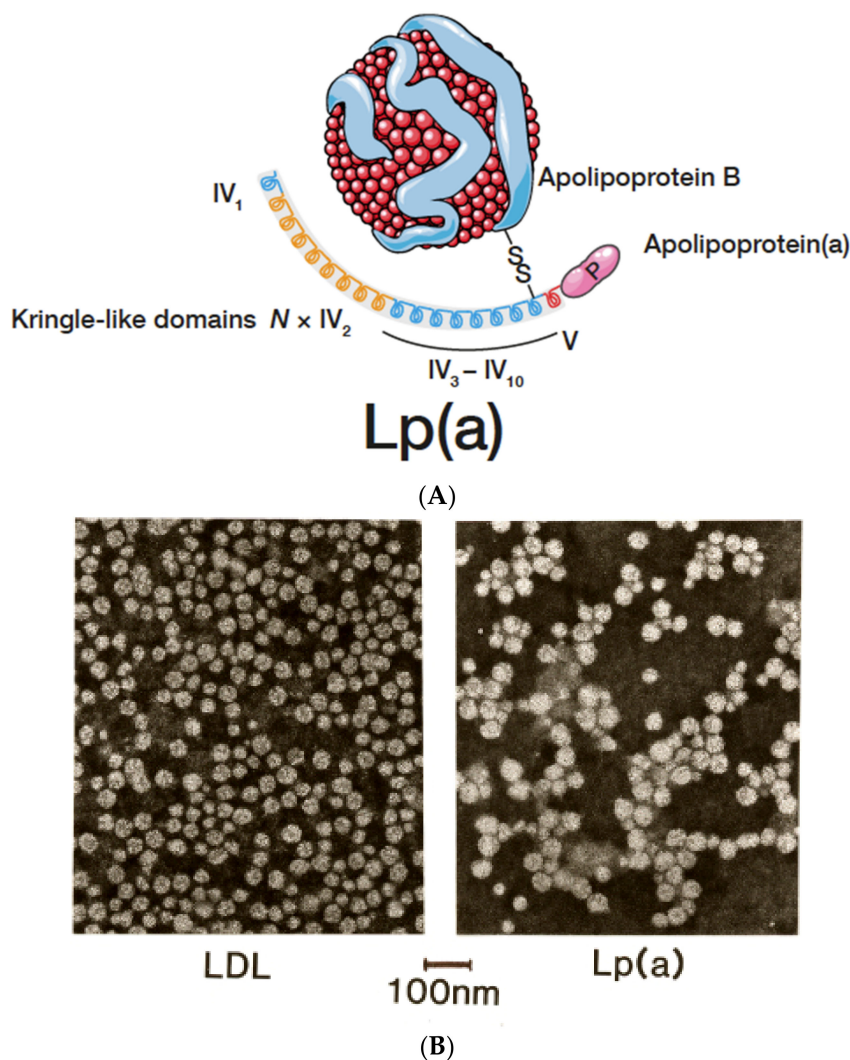 Apolipoprotein B
IV₁
S
S
Apolipoprotein(a)
P
Kringle-like domains N × IV₂
V
IV₃ – IV₁₀
Lp(a)
(A)
LDL
100nm
Lp(a)
(B)